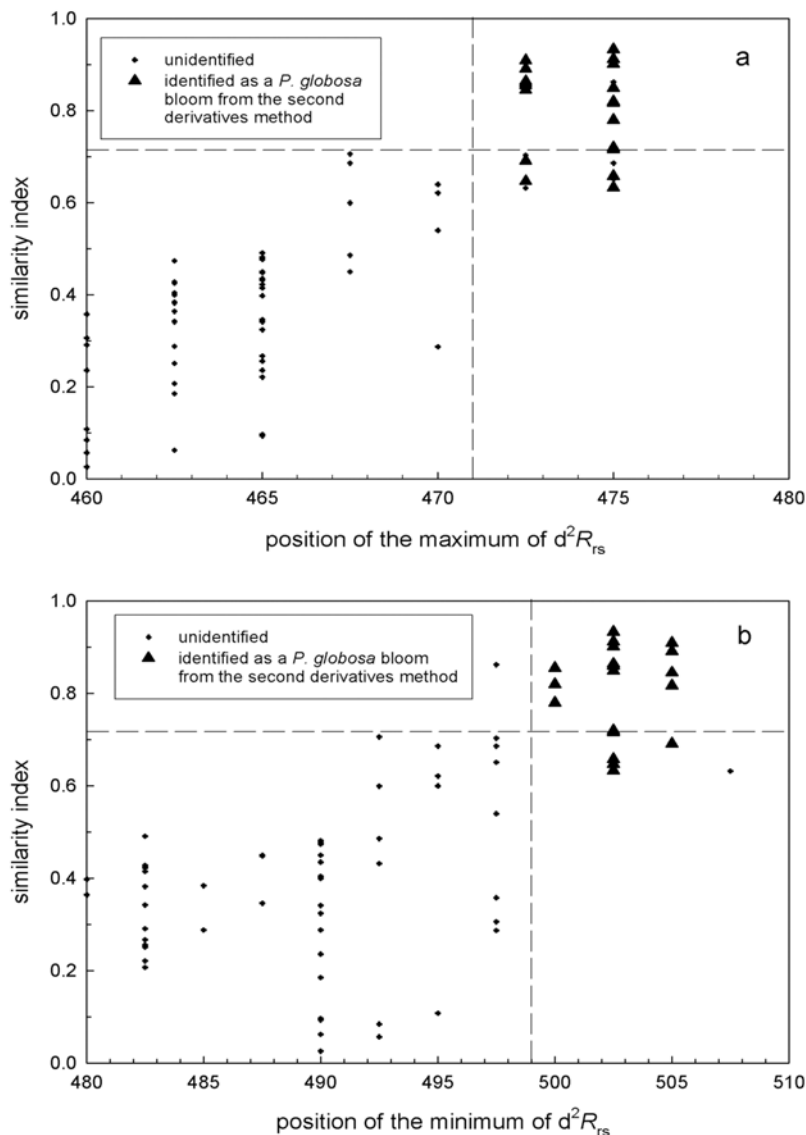 a
unidentified
identified as a P. globosa
bloom from the second
derivatives method
1.0
0.8
0.6
0.4
0.2
0.0
similarity index
460
465
470
475
480
position of the maximum of d²Rrs
b
unidentified
identified as a P. globosa bloom
from the second derivatives method
1.0
0.8
0.6
0.4
0.2
0.0
similarity index
480
485
490
495
500
505
510
position of the minimum of d²Rrs